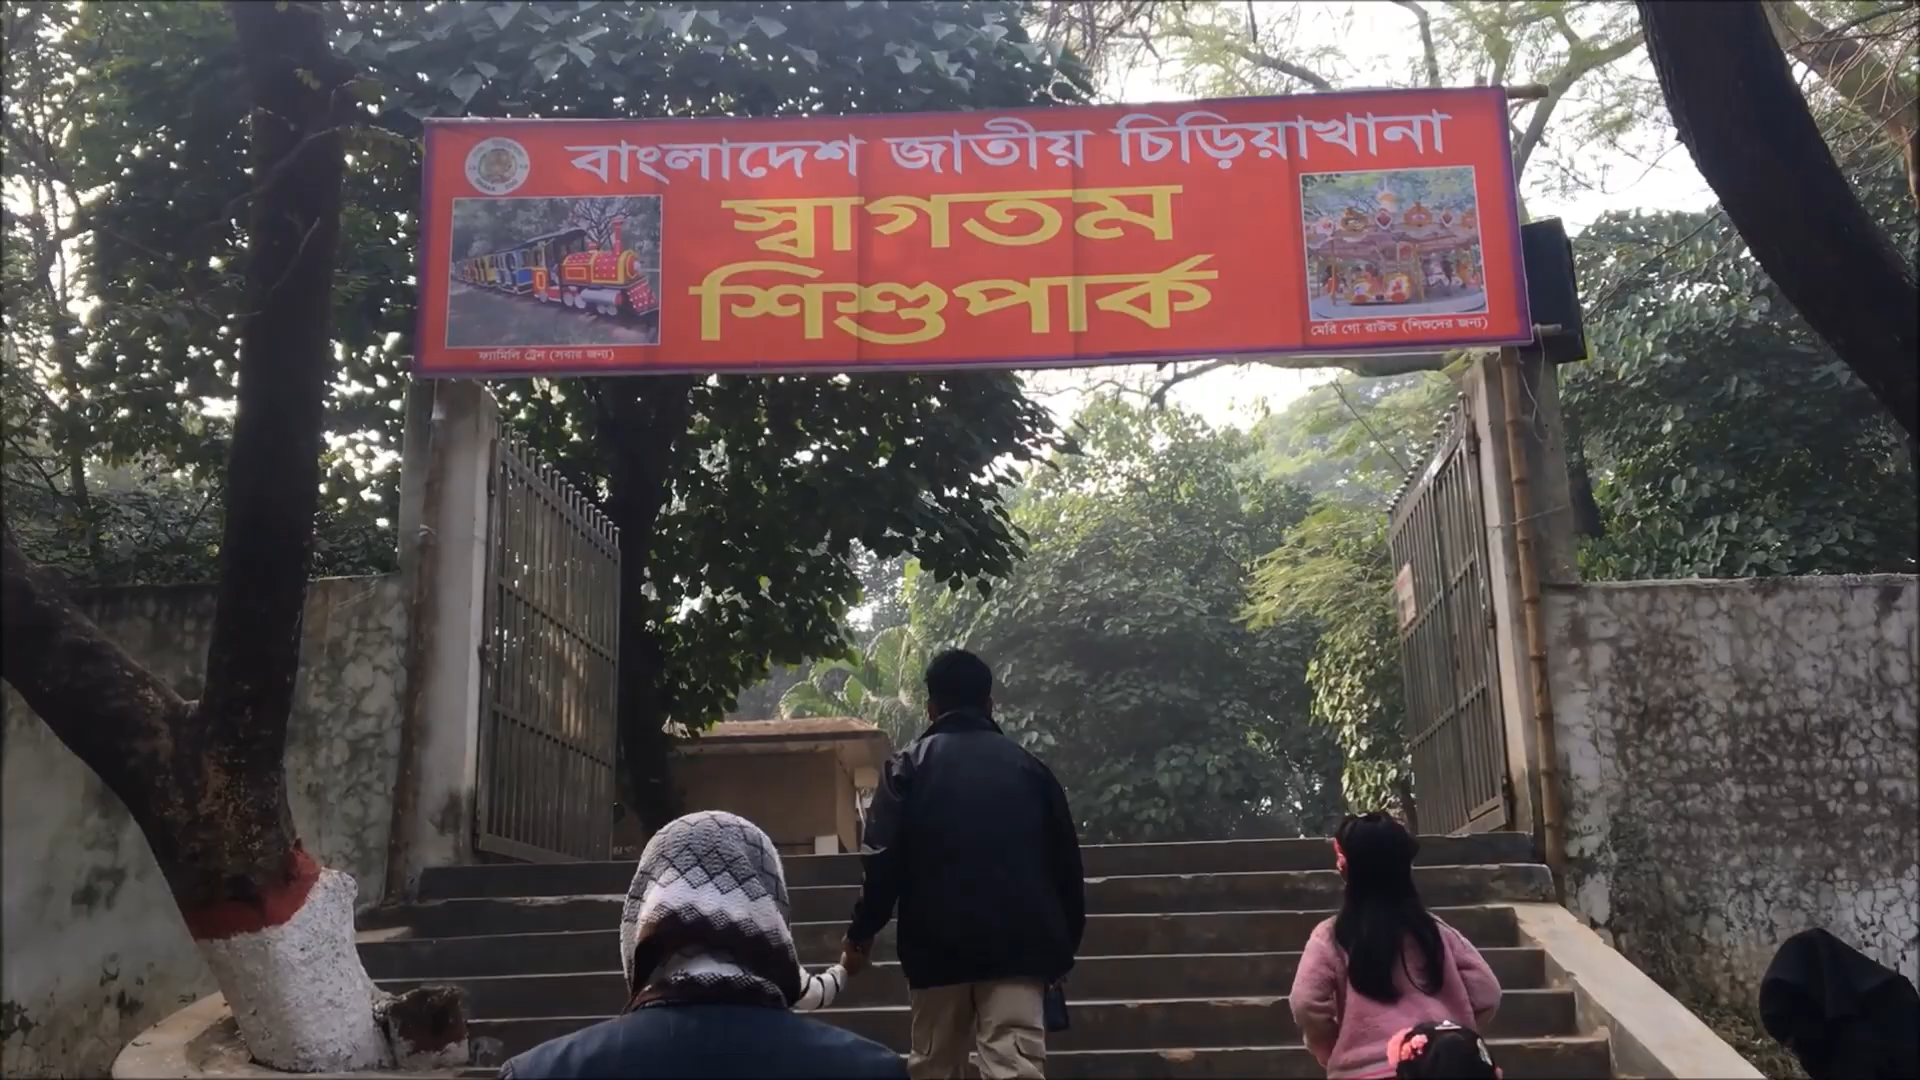 বাংলাদেশ জাতীয় চিড়িয়াখানা
স্বাগতম
শিশুপার্ক
ফ্যামিলি ট্রেন (সবার জন্য)
মেরি গো রাউন্ড (শিশুদের জন্য)